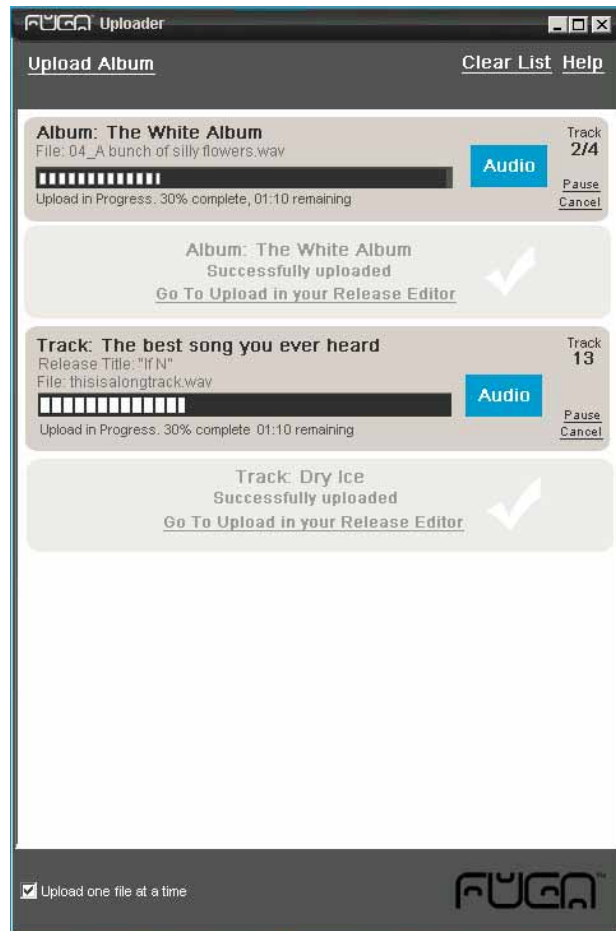 FUGA Uploader
Upload Album Clear List Help
Album: The White Album
File: 04_A bunch of silly flowers.wav
Upload in Progress. 30% complete, 01:10 remaining
Audio
Track
2/4
Pause
Cancel
Album: The White Album
Successfully uploaded
Go To Upload in your Release Editor
Track: The best song you ever heard
Release Title: "If N"
File: thisisalongtrack.wav
Upload in Progress. 30% complete 01:10 remaining
Audio
Track
13
Pause
Cancel
Track: Dry Ice
Successfully uploaded
Go To Upload in your Release Editor
Upload one file at a time
FUGA™